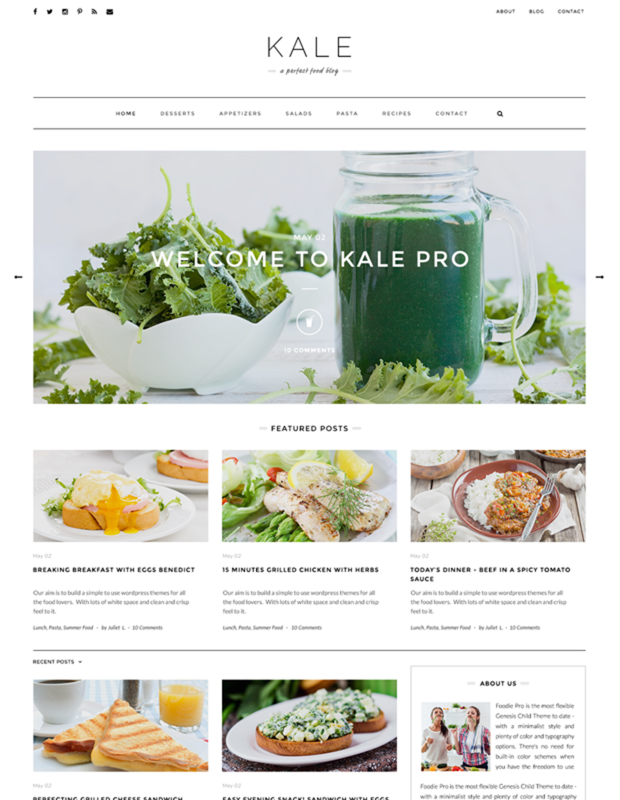 ABOUT BLOG CONTACT
KALE
a perfect food blog
HOME DESSERTS APPETIZERS SALADS PASTA RECIPES CONTACT
MAY 02
WELCOME TO KALE PRO
10 COMMENTS
FEATURED POSTS
May 02
BREAKING BREAKFAST WITH EGGS BENEDICT
Our aim is to build a simple to use wordpress themes for all
the food lovers. With lots of white space and clean and crisp
feel to it.
Lunch, Pasta, Summer Food - by Juliet L. - 10 Comments
May 02
15 MINUTES GRILLED CHICKEN WITH HERBS
Our aim is to build a simple to use wordpress themes for all
the food lovers. With lots of white space and clean and crisp
feel to it.
Lunch, Pasta, Summer Food - 10 Comments
May 02
TODAY'S DINNER - BEEF IN A SPICY TOMATO
SAUCE
Our aim is to build a simple to use wordpress themes for all
the food lovers. With lots of white space and clean and crisp
feel to it.
Lunch, Pasta, Summer Food - by Juliet L. - 10 Comments
RECENT POSTS
May 02
PERFECTING GRILLED CHEESE SANDWICH
May 02
EASY EVENING SNACK! SANDWICH WITH EGGS
ABOUT US
Foodie Pro is the most flexible
Genesis Child Theme to date -
with a minimalist style and
plenty of color and typography
options. There's no need for
built-in color schemes when
you have the freedom to use
Foodie Pro is the most flexible Genesis Child Theme to date -
with a minimalist style and plenty of color and typography